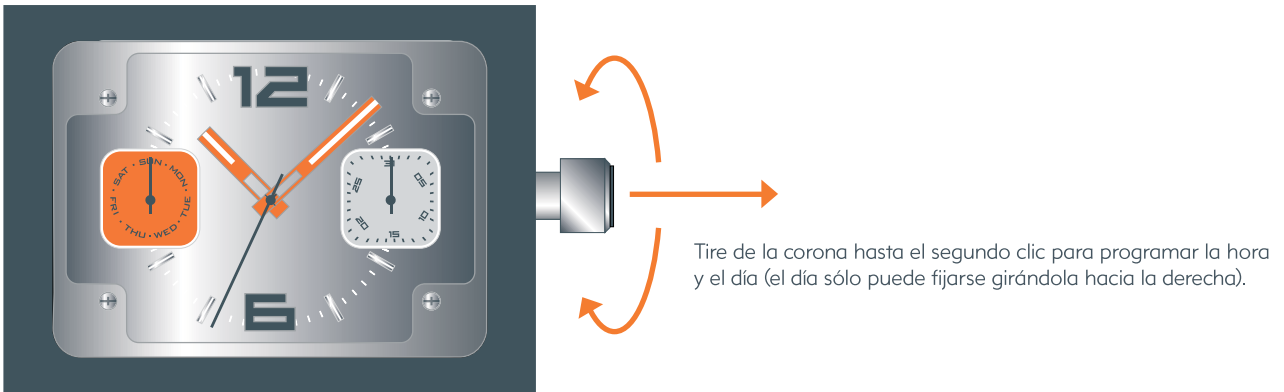 12
SAT • SUN • MON • TUE • WED • THU • FRI
31
05
10
15
20
25
6
Tire de la corona hasta el segundo clic para programar la hora
y el día (el día sólo puede fijarse girándola hacia la derecha).